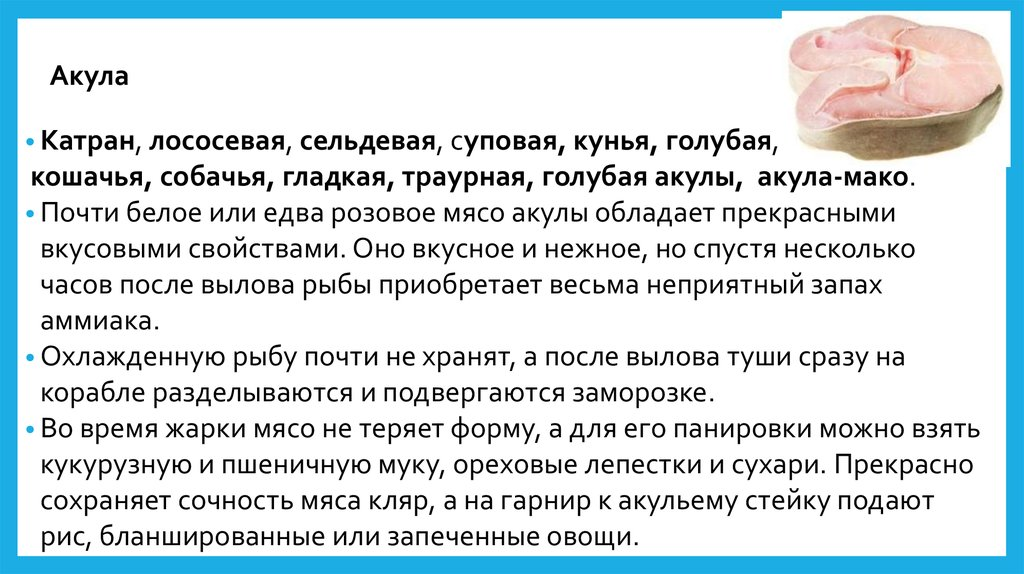 Акула
• Катран, лососевая, сельдевая, суповая, кунья, голубая,
кошачья, собачья, гладкая, траурная, голубая акулы, акула-мако.
• Почти белое или едва розовое мясо акулы обладает прекрасными
вкусовыми свойствами. Оно вкусное и нежное, но спустя несколько
часов после вылова рыбы приобретает весьма неприятный запах
аммиака.
• Охлажденную рыбу почти не хранят, а после вылова туши сразу на
корабле разделываются и подвергаются заморозке.
• Во время жарки мясо не теряет форму, а для его панировки можно взять
кукурузную и пшеничную муку, ореховые лепестки и сухари. Прекрасно
сохраняет сочность мяса кляр, а на гарнир к акульему стейку подают
рис, бланшированные или запеченные овощи.